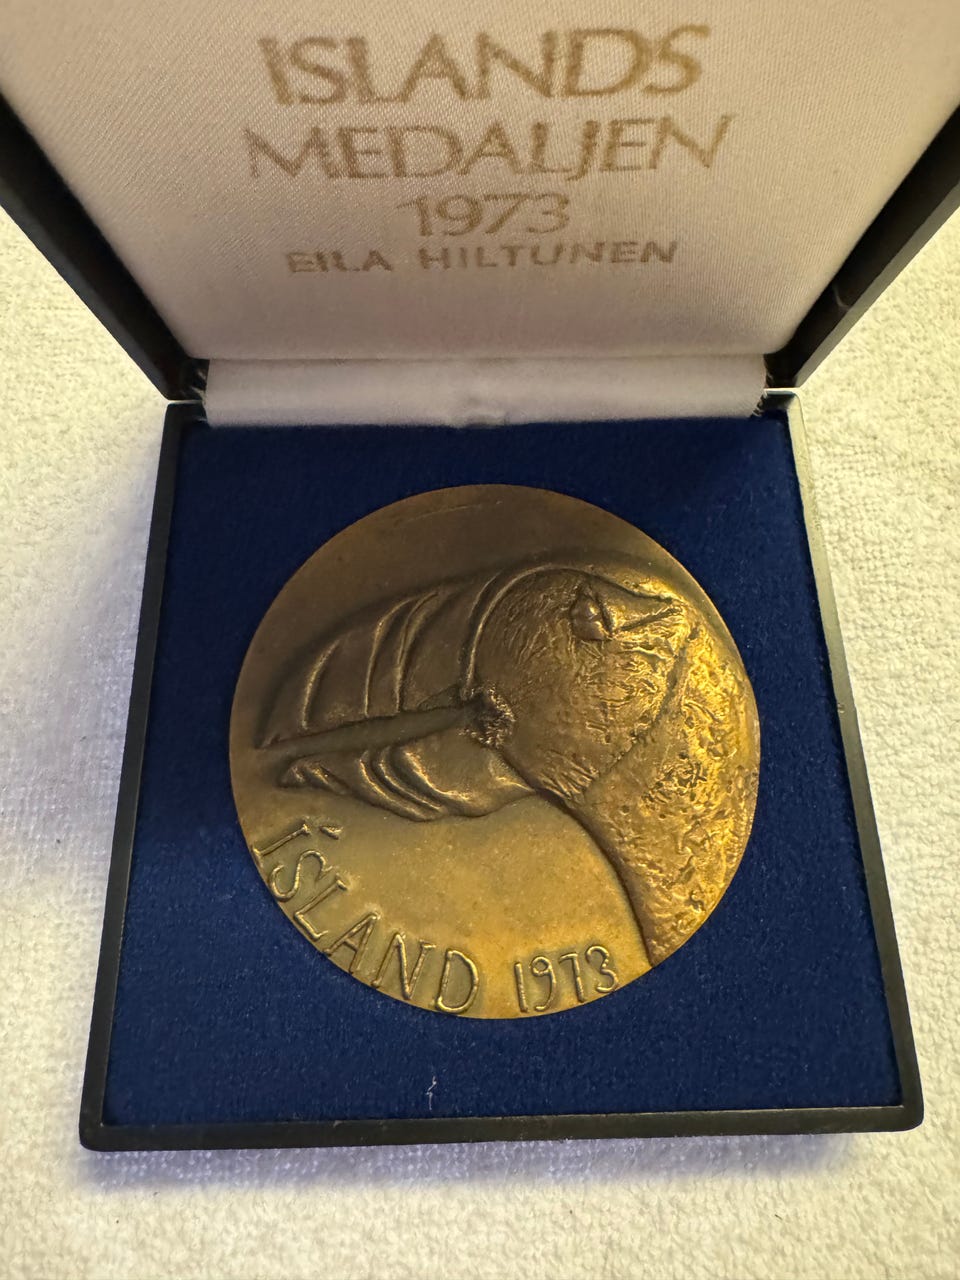 ISLANDS
MEDALJEN
1973
EILA HILTUNEN
ÍSLAND 1973